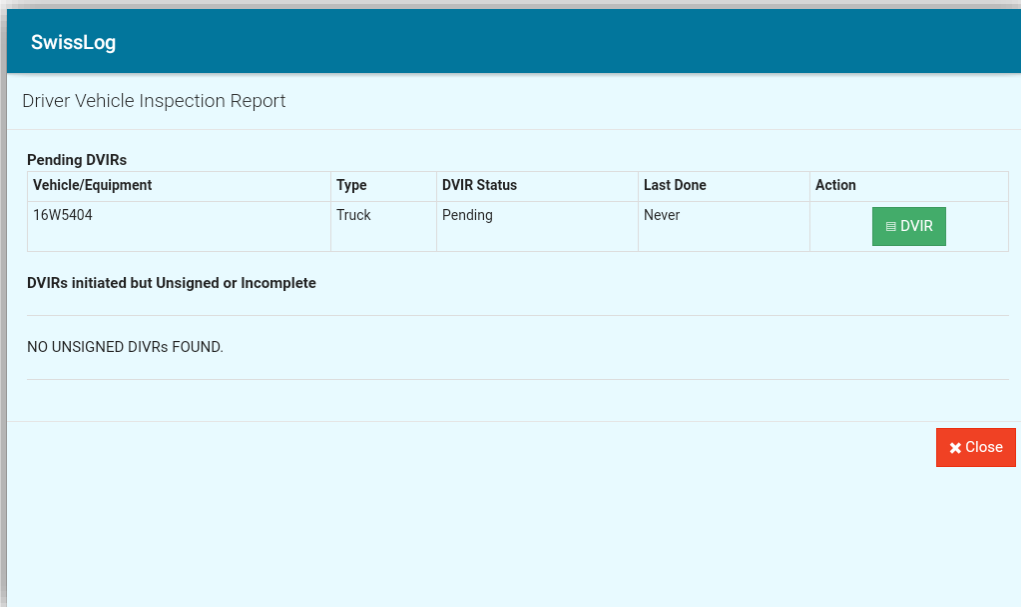 SwissLog
Driver Vehicle Inspection Report
Pending DVIRs
Vehicle/Equipment Type DVIR Status Last Done Action
16W5404 Truck Pending Never DVIR
DVIRs initiated but Unsigned or Incomplete
NO UNSIGNED DIVRs FOUND.
Close